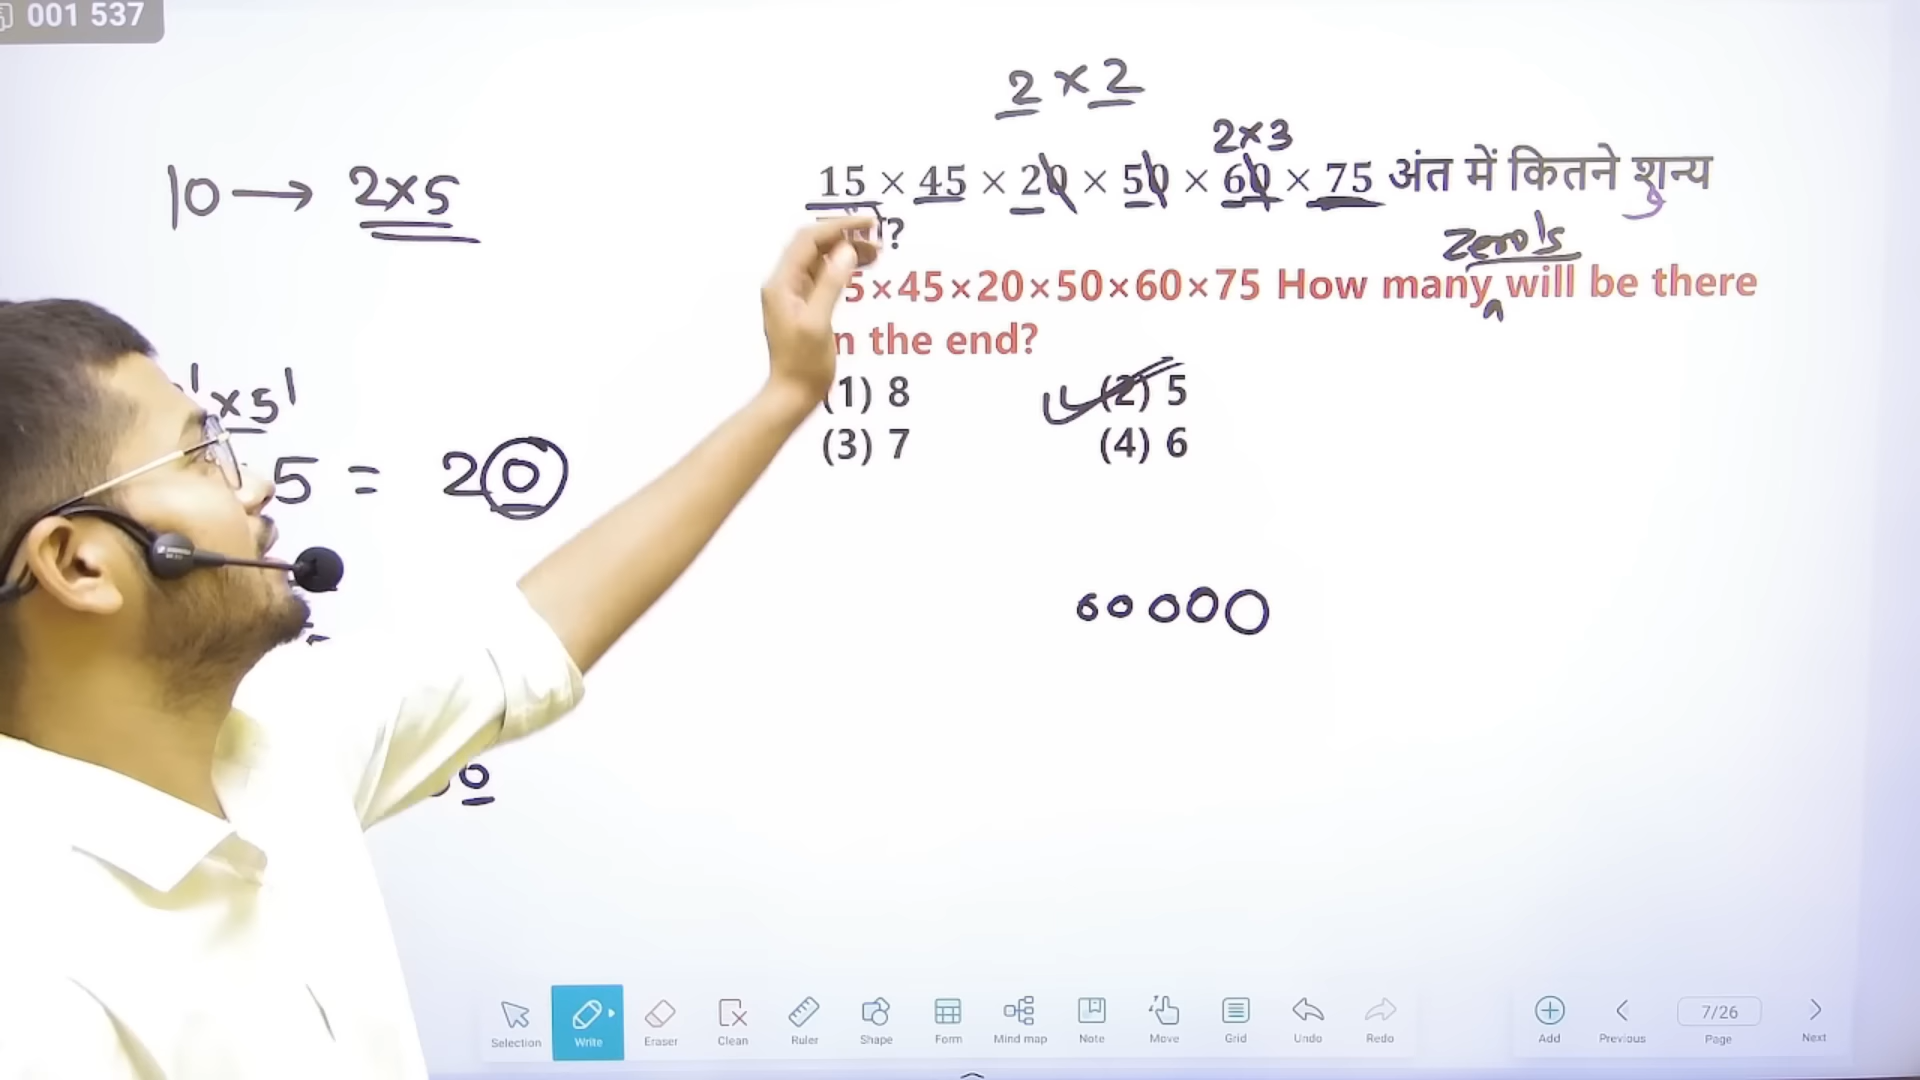 001 537
2 × 2
2×3
10 → 2×5
15 × 45 × 20 × 50 × 60 × 75 अंत में कितने शून्य
?
zero's
5×45×20×50×60×75 How many will be there
n the end?
(1) 8
(2) 5
(3) 7
(4) 6
×5¹
5 = 20
00000
0
Selection
Write
Eraser
Clean
Ruler
Shape
Form
Mind map
Note
Move
Grid
Undo
Redo
Add
Previous
7/26
Page
Next